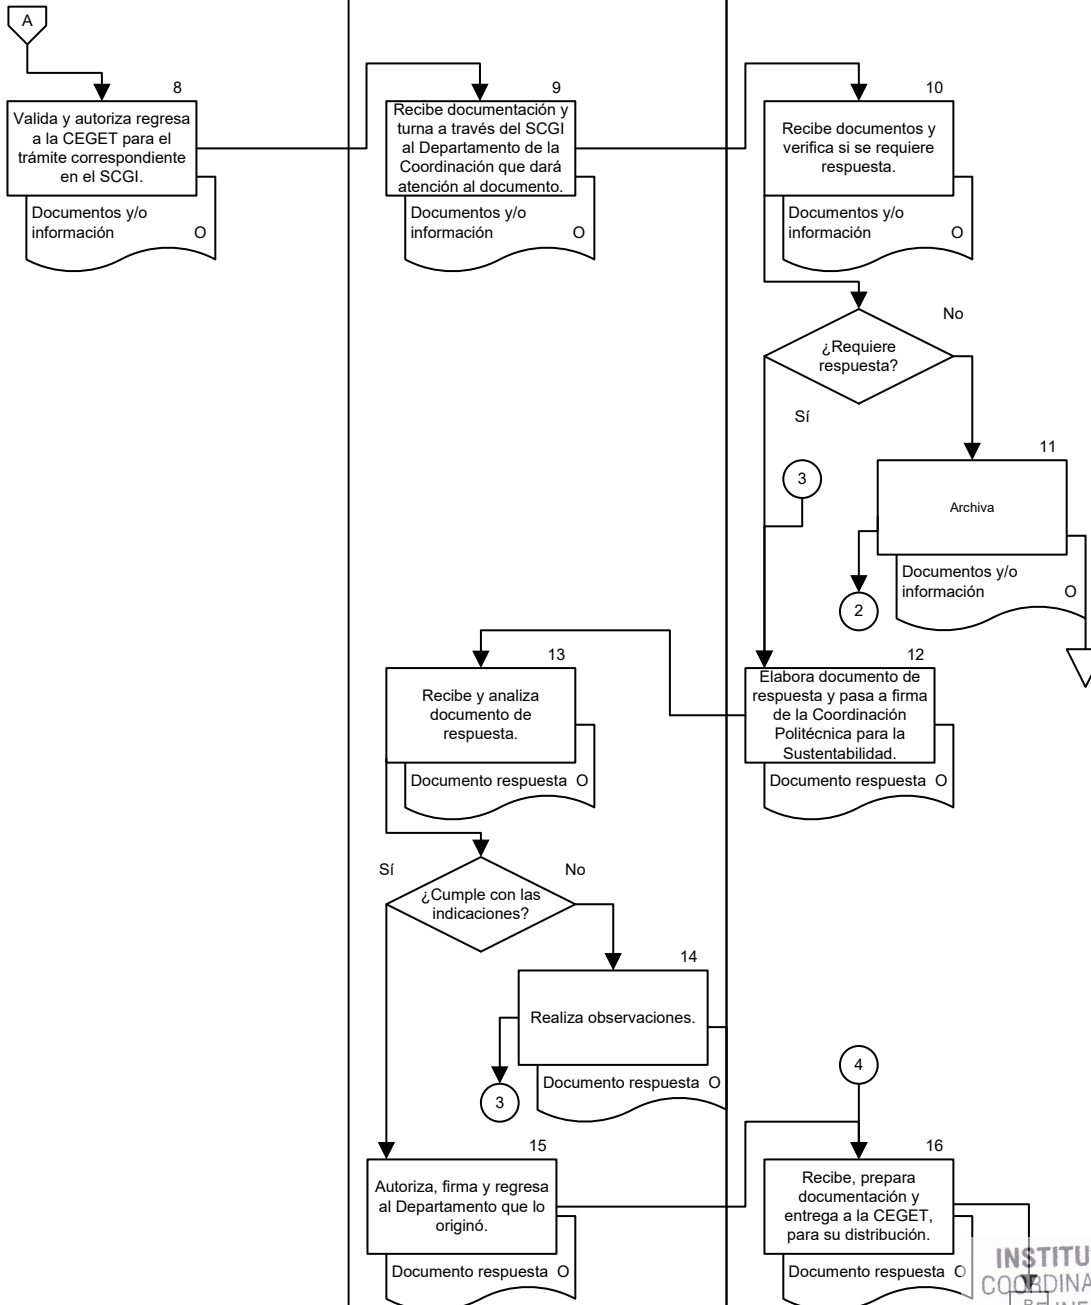 A
8
Valida y autoriza regresa
a la CEGET para el
trámite correspondiente
en el SCGI.
Documentos y/o
información O
9
Recibe documentación y
turna a través del SCGI
al Departamento de la
Coordinación que dará
atención al documento.
Documentos y/o
información O
10
Recibe documentos y
verifica si se requiere
respuesta.
Documentos y/o
información O
¿Requiere
respuesta?
No
Sí
11
Archiva
Documentos y/o
información O
2
3
12
Elabora documento de
respuesta y pasa a firma
de la Coordinación
Politécnica para la
Sustentabilidad.
Documento respuesta O
13
Recibe y analiza
documento de
respuesta.
Documento respuesta O
¿Cumple con las
indicaciones?
Sí
No
14
Realiza observaciones.
Documento respuesta O
3
15
Autoriza, firma y regresa
al Departamento que lo
originó.
Documento respuesta O
4
16
Recibe, prepara
documentación y
entrega a la CEGET,
para su distribución.
Documento respuesta O
INSTITU
COORDINA